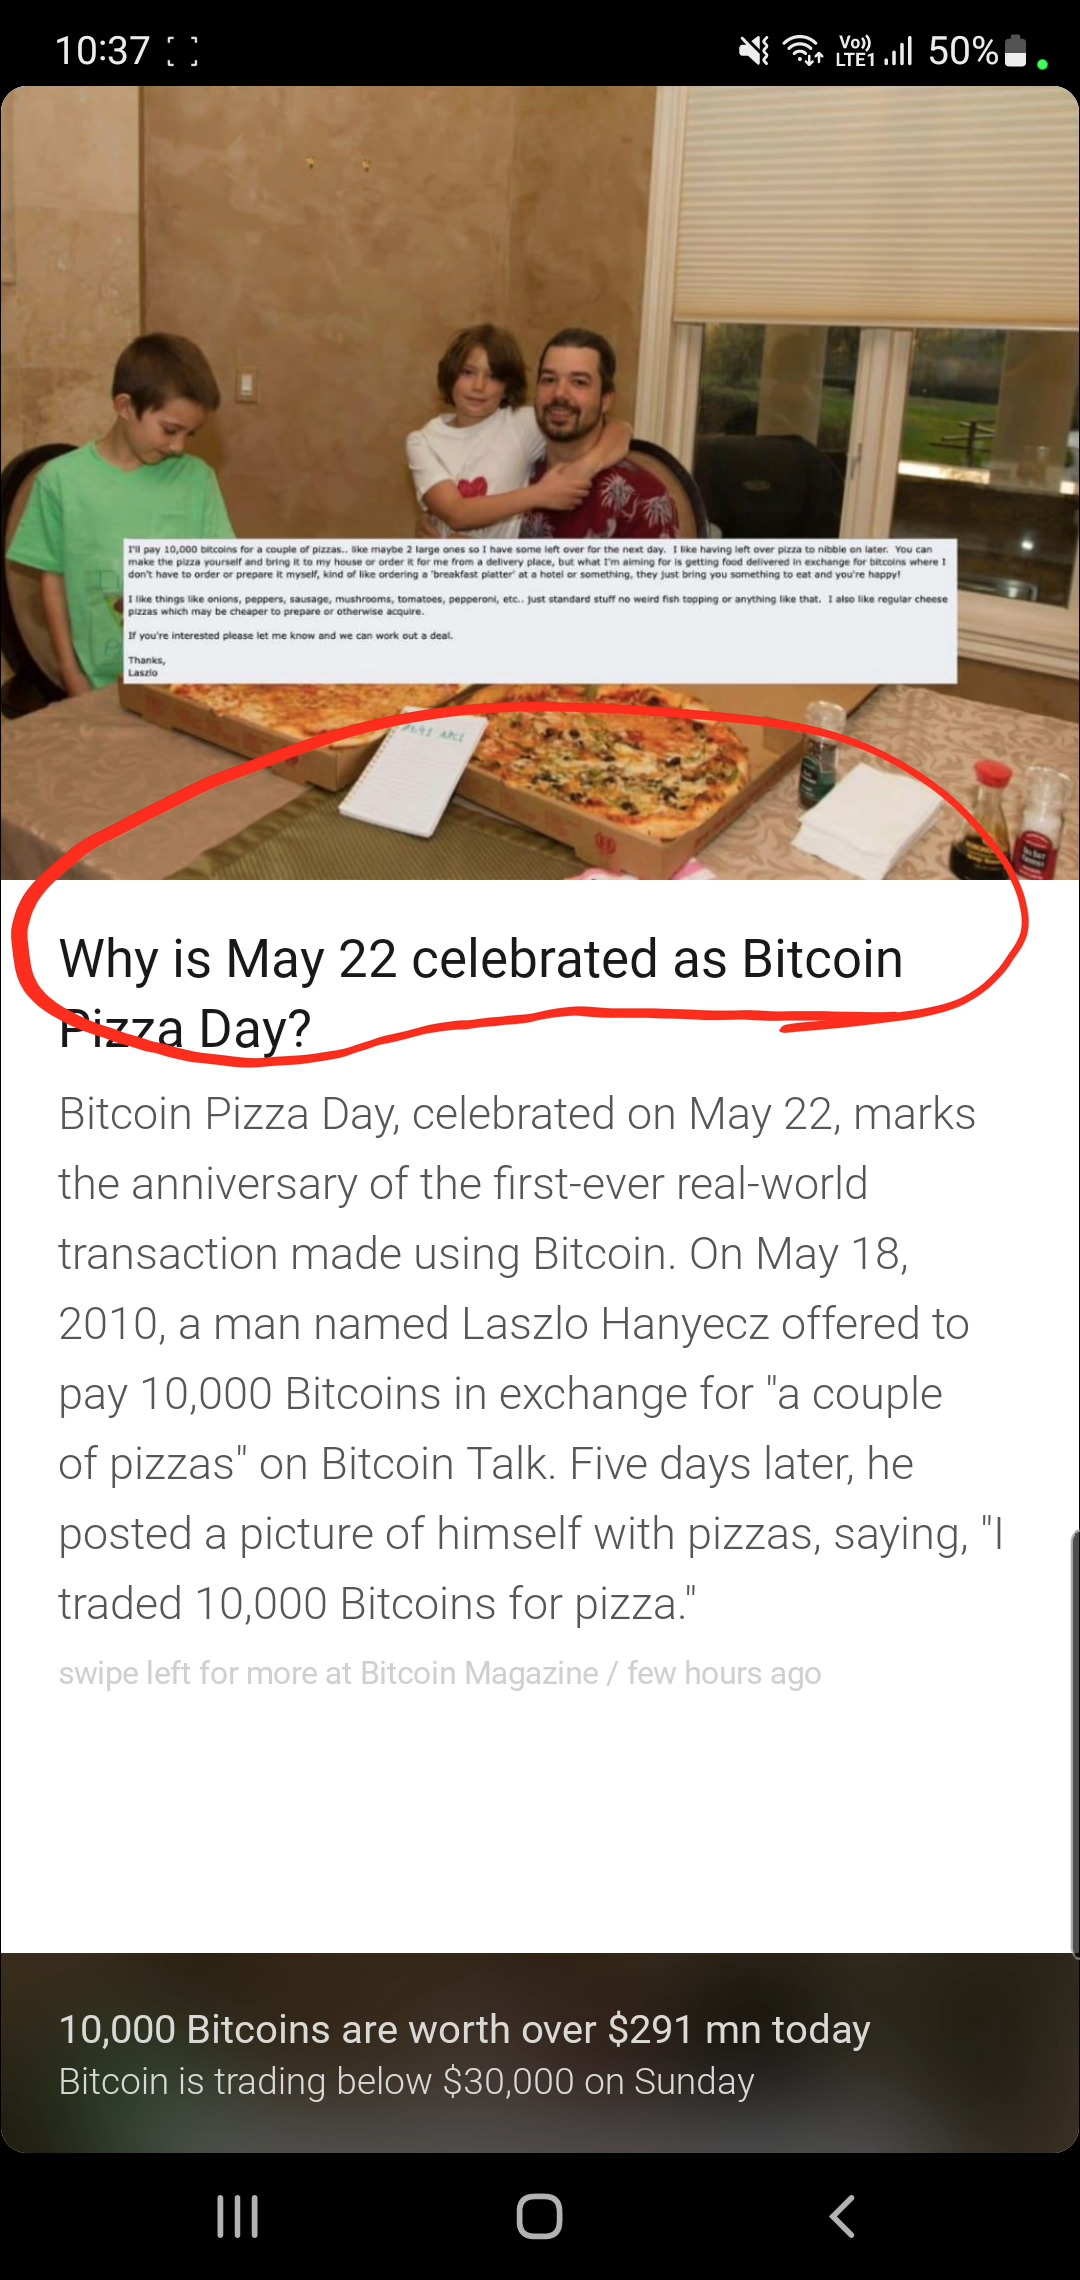 10:37
Vo)) LTE1 50%
I'll pay 10,000 bitcoins for a couple of pizzas.. like maybe 2 large ones so I have some left over for the next day.  I like having left over pizza to nibble on later.  You can
make the pizza yourself and bring it to my house or order it for me from a delivery place, but what I'm aiming for is getting food delivered in exchange for bitcoins where I
don't have to order or prepare it myself, kind of like ordering a 'breakfast platter' at a hotel or something, they just bring you something to eat and you're happy!
I like things like onions, peppers, sausage, mushrooms, tomatoes, pepperoni, etc.. just standard stuff no weird fish topping or anything like that.  I also like regular cheese
pizzas which may be cheaper to prepare or otherwise acquire.
If you're interested please let me know and we can work out a deal.
Thanks,
Laszlo
Why is May 22 celebrated as Bitcoin
Pizza Day?
Bitcoin Pizza Day, celebrated on May 22, marks
the anniversary of the first-ever real-world
transaction made using Bitcoin. On May 18,
2010, a man named Laszlo Hanyecz offered to
pay 10,000 Bitcoins in exchange for "a couple
of pizzas" on Bitcoin Talk. Five days later, he
posted a picture of himself with pizzas, saying, "I
traded 10,000 Bitcoins for pizza."
swipe left for more at Bitcoin Magazine / few hours ago
10,000 Bitcoins are worth over $291 mn today
Bitcoin is trading below $30,000 on Sunday